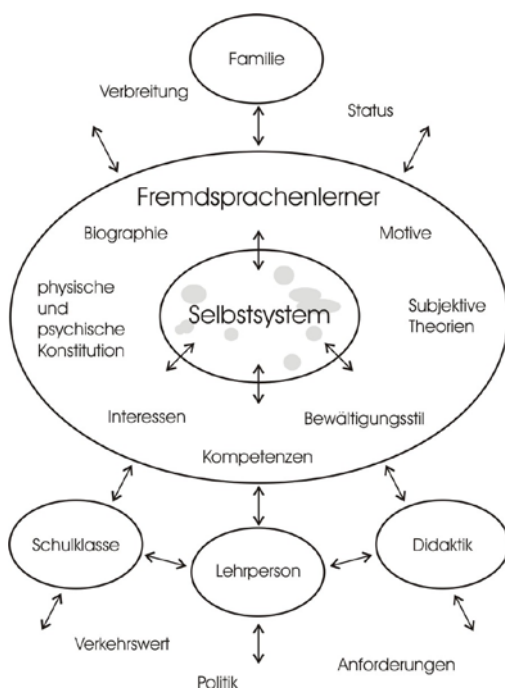 Familie
Verbreitung
Status
Fremdsprachenlerner
Biographie
Motive
physische
und
psychische
Konstitution
Selbstsystem
Subjektive
Theorien
Interessen
Bewältigungsstil
Kompetenzen
Schulklasse
Lehrperson
Didaktik
Verkehrswert
Politik
Anforderungen